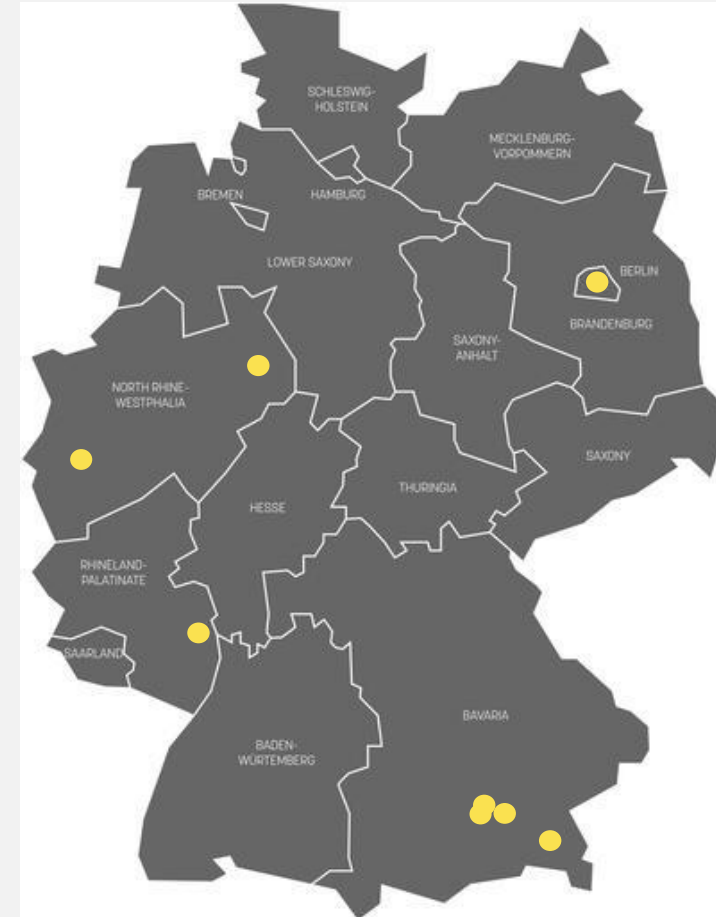 SCHLESWIG-
HOLSTEIN
MECKLENBURG-
VORPOMMERN
BREMEN
HAMBURG
LOWER SAXONY
BERLIN
BRANDENBURG
SAXONY-
ANHALT
NORTH RHINE-
WESTPHALIA
SAXONY
THURINGIA
HESSE
RHINELAND-
PALATINATE
SAARLAND
BAVARIA
BADEN-
WÜRTEMBERG